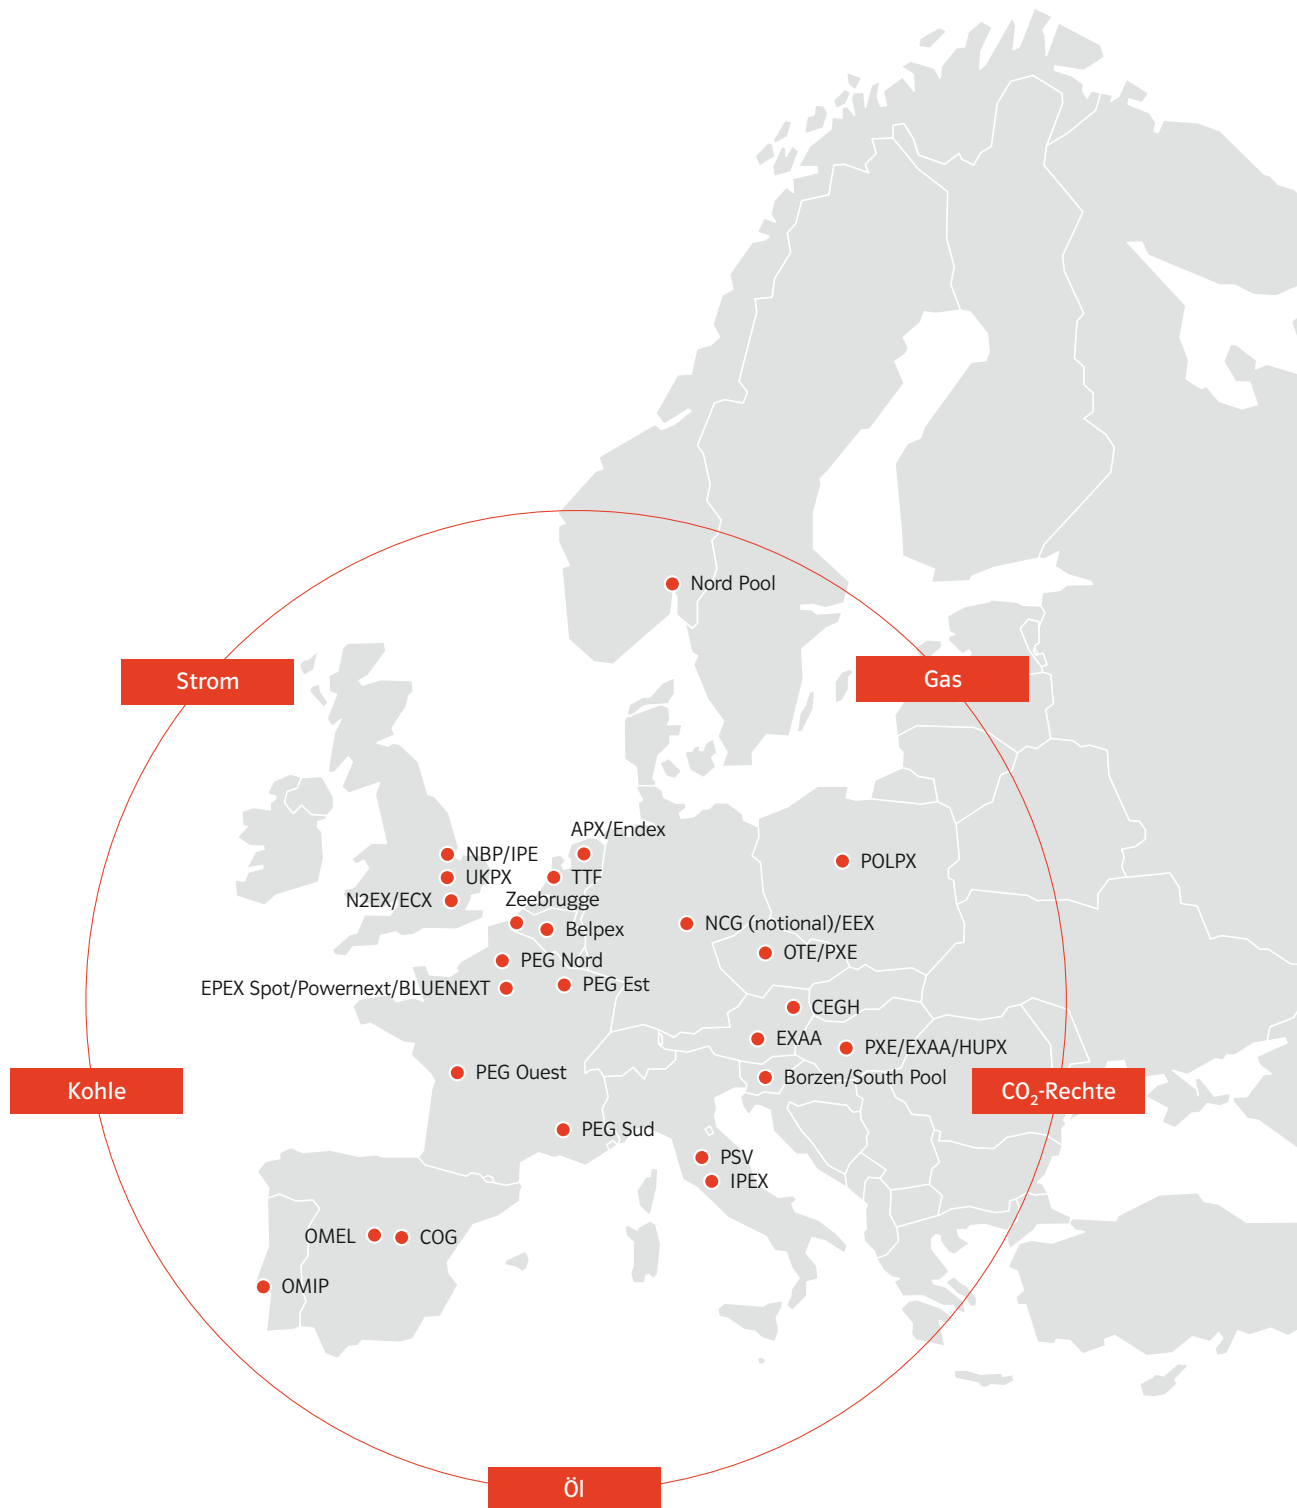 Nord Pool
Strom
Gas
APX/Endex
NBP/IPE
POLPX
UKPX
TTF
N2EX/ECX
Zeebrugge
Belpex
NCG (notional)/EEX
OTE/PXE
PEG Nord
EPEX Spot/Powernext/BLUENEXT
PEG Est
CEGH
EXAA
PXE/EXAA/HUPX
PEG Ouest
Borzen/South Pool
Kohle
CO₂-Rechte
PEG Sud
PSV
IPEX
OMEL
COG
OMIP
Öl